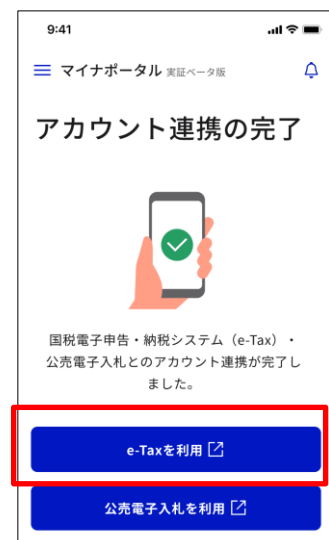 9:41
マイナポータル 実証ベータ版
アカウント連携の完了
国税電子申告・納税システム（e-Tax）・
公売電子入札とのアカウント連携が完了し
ました。
e-Taxを利用
公売電子入札を利用